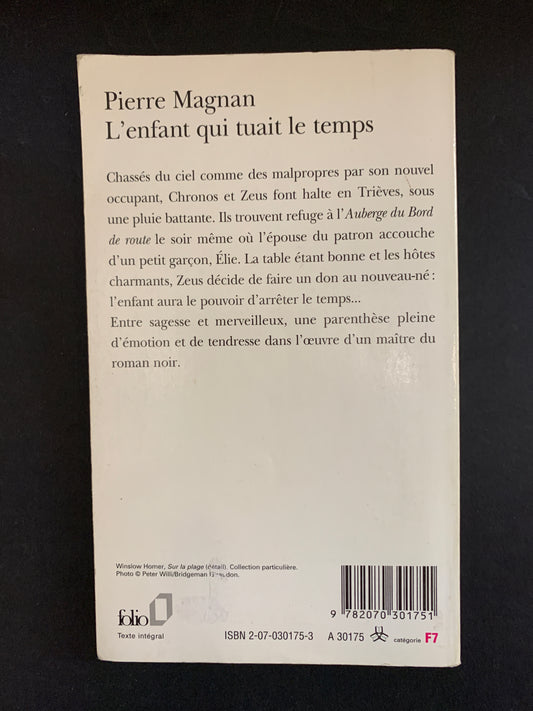 Pierre Magnan
L'enfant qui tuait le temps
Chassés du ciel comme des malpropres par son nouvel
occupant, Chronos et Zeus font halte en Trièves, sous
une pluie battante. Ils trouvent refuge à l'Auberge du Bord
de route le soir même où l'épouse du patron accouche
d'un petit garçon, Élie. La table étant bonne et les hôtes
charmants, Zeus décide de faire un don au nouveau-né :
l'enfant aura le pouvoir d'arrêter le temps...
Entre sagesse et merveilleux, une parenthèse pleine
d'émotion et de tendresse dans l'œuvre d'un maître du
roman noir.
Winslow Homer, Sur la plage (détail). Collection particulière.
Photo © Peter Willi/Bridgeman
folio
Texte intégral
ISBN 2-07-030175-3
A 30175
catégorie F7
9 782070 301751